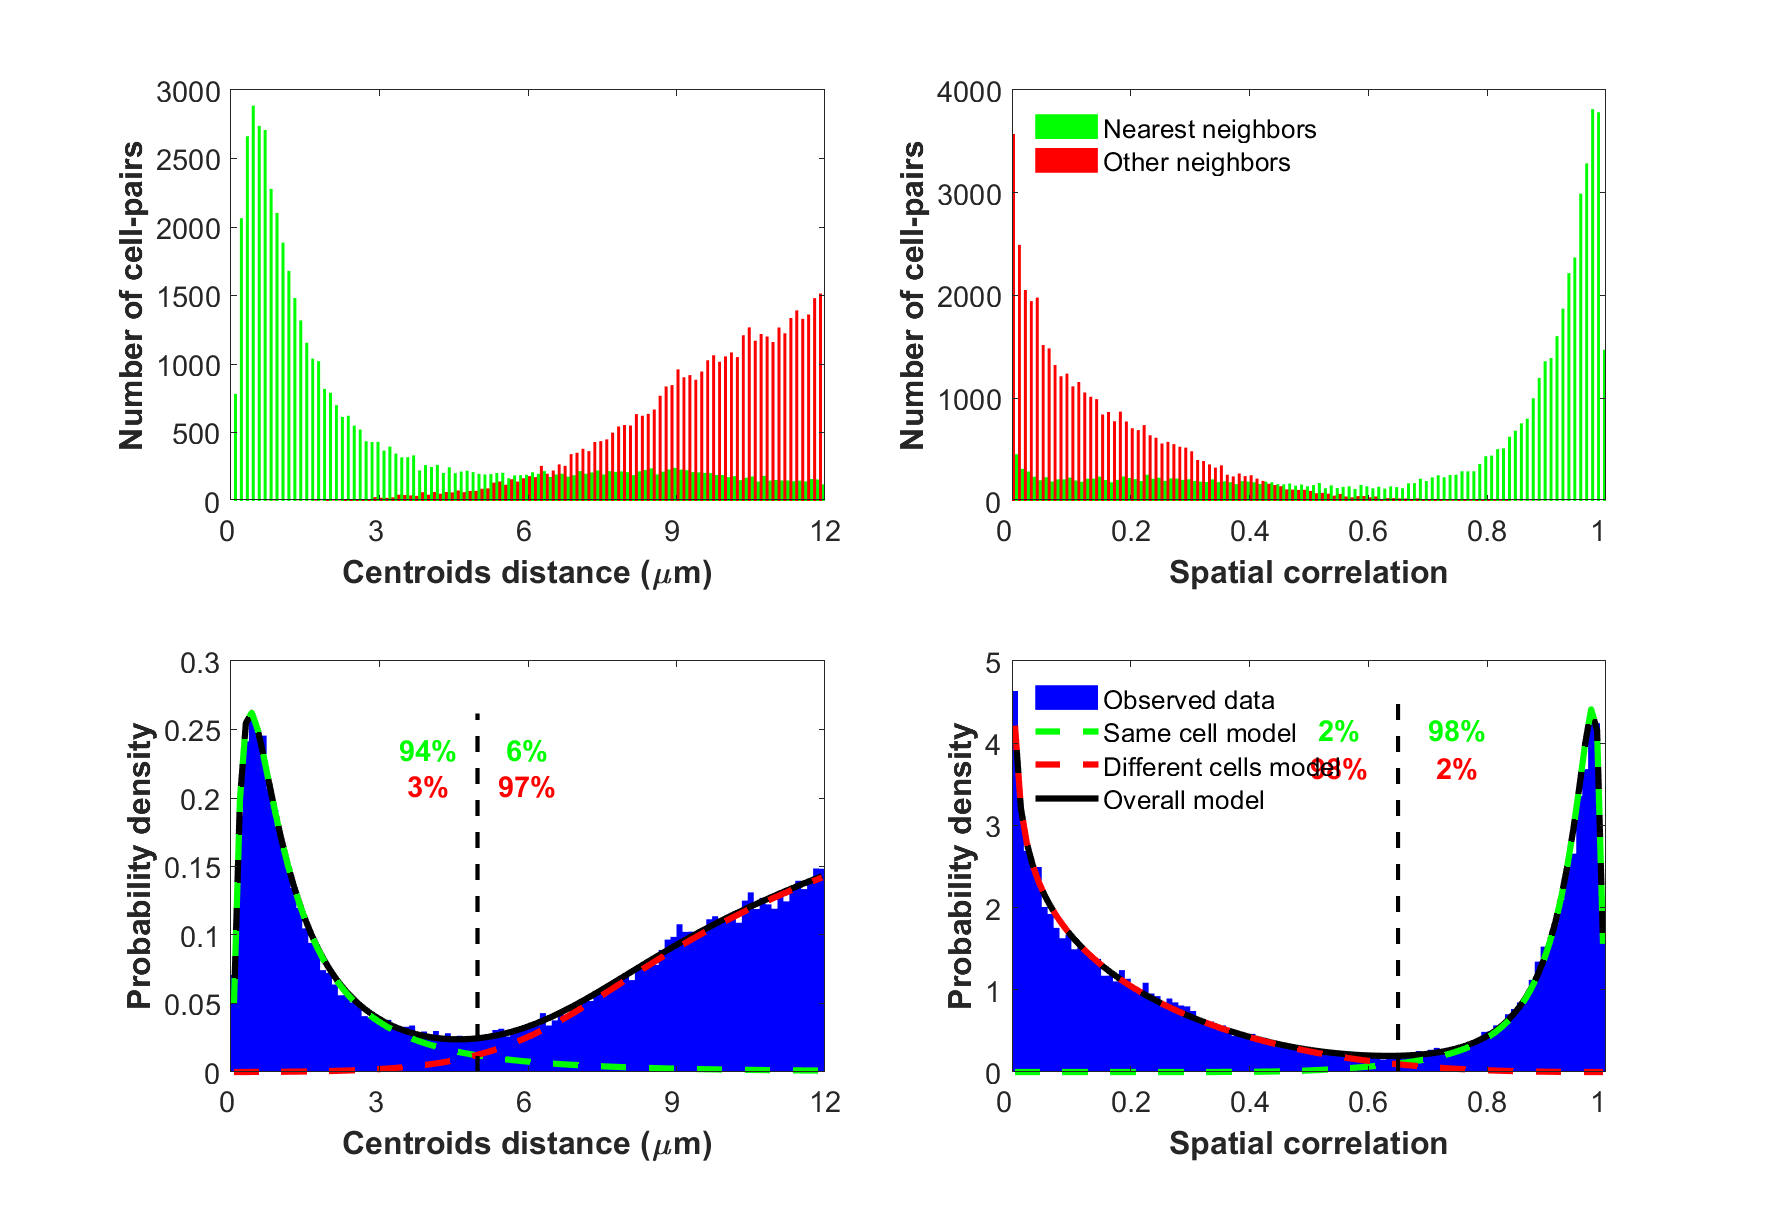 3000
2500
2000
1500
1000
500
0
0 3 6 9 12
Number of cell-pairs
Centroids distance (μm)
4000
3000
2000
1000
0
0 0.2 0.4 0.6 0.8 1
Number of cell-pairs
Spatial correlation
Nearest neighbors
Other neighbors
0.3
0.25
0.2
0.15
0.1
0.05
0
0 3 6 9 12
Probability density
Centroids distance (μm)
94% 6%
3% 97%
5
4
3
2
1
0
0 0.2 0.4 0.6 0.8 1
Probability density
Spatial correlation
Observed data
Same cell model
Different cells model
Overall model
2% 98%
98% 2%